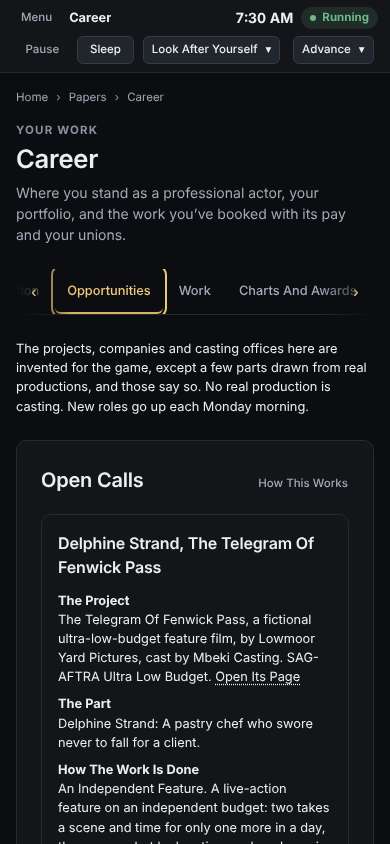 Menu Career 7:30 AM Running
Pause Sleep Look After Yourself ▾ Advance ▾
Home › Papers › Career
YOUR WORK
Career
Where you stand as a professional actor, your
portfolio, and the work you've booked with its pay
and your unions.
‹ Opportunities Work Charts And Awards ›
The projects, companies and casting offices here are
invented for the game, except a few parts drawn from real
productions, and those say so. No real production is
casting. New roles go up each Monday morning.
Open Calls How This Works
Delphine Strand, The Telegram Of
Fenwick Pass
The Project
The Telegram Of Fenwick Pass, a fictional
ultra-low-budget feature film, by Lowmoor
Yard Pictures, cast by Mbeki Casting. SAG-
AFTRA Ultra Low Budget. Open Its Page
The Part
Delphine Strand: A pastry chef who swore
never to fall for a client.
How The Work Is Done
An Independent Feature. A live-action
feature on an independent budget: two takes
a scene and time for only one more in a day,